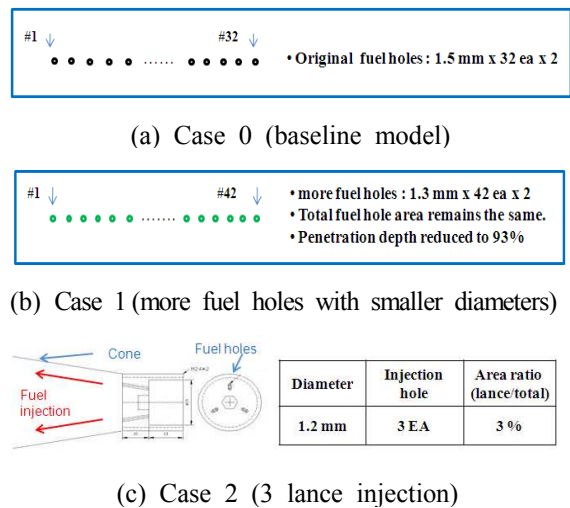 #1
#32
• Original fuel holes : 1.5 mm x 32 ea x 2
......
(a) Case 0 (baseline model)
#1
#42
• more fuel holes : 1.3 mm x 42 ea x 2
• Total fuel hole area remains the same.
.......
• Penetration depth reduced to 93%
(b) Case 1 (more fuel holes with smaller diameters)
Cone
Fuel holes
Fuel
injection
Diameter
Injection
hole
Area ratio
(lance/total)
1.2 mm
3 EA
3 %
(c) Case 2 (3 lance injection)